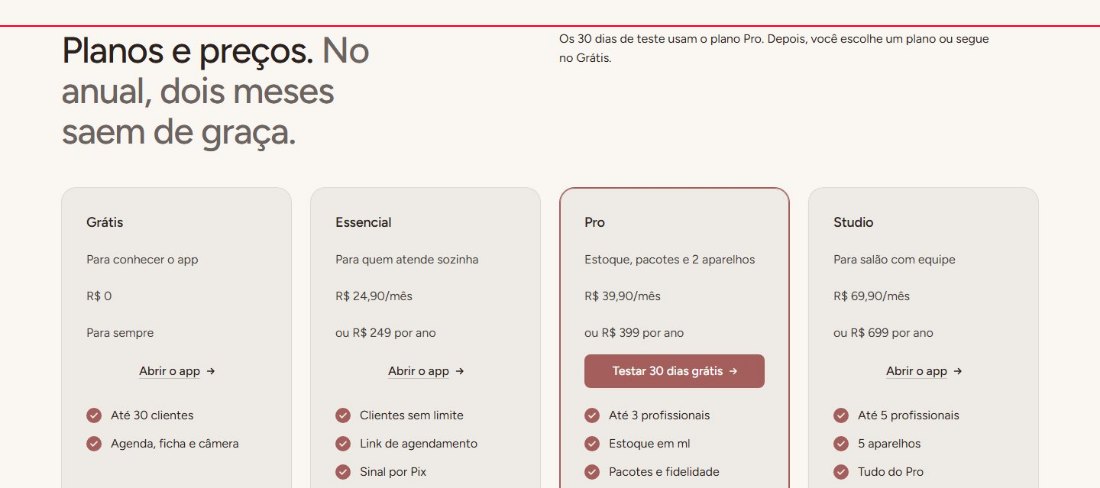 Planos e preços. No
anual, dois meses
saem de graça.
Os 30 dias de teste usam o plano Pro. Depois, você escolhe um plano ou segue
no Grátis.
Grátis
Para conhecer o app
R$ 0
Para sempre
Abrir o app →
Até 30 clientes
Agenda, ficha e câmera
Essencial
Para quem atende sozinha
R$ 24,90/mês
ou R$ 249 por ano
Abrir o app →
Clientes sem limite
Link de agendamento
Sinal por Pix
Pro
Estoque, pacotes e 2 aparelhos
R$ 39,90/mês
ou R$ 399 por ano
Testar 30 dias grátis →
Até 3 profissionais
Estoque em ml
Pacotes e fidelidade
Studio
Para salão com equipe
R$ 69,90/mês
ou R$ 699 por ano
Abrir o app →
Até 5 profissionais
5 aparelhos
Tudo do Pro